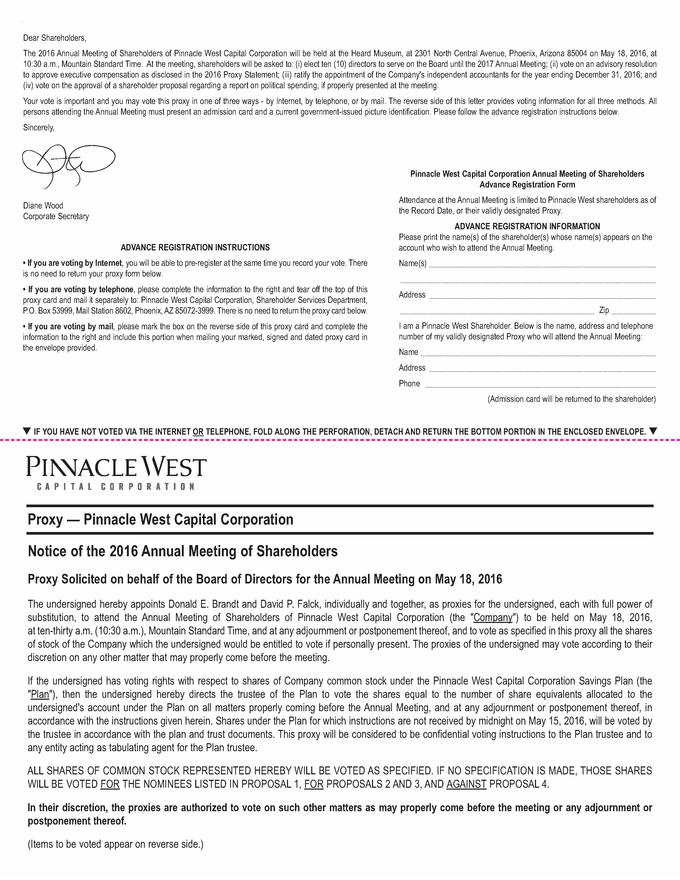 Dear Shareholders,
The 2016 Annual Meeting of Shareholders of Pinnacle West Capital Corporation will be held at the Heard Museum, at 2301 North Central Avenue, Phoenix, Arizona 85004 on May 18, 2016, at
10:30 a.m., Mountain Standard Time. At the meeting, shareholders will be asked to: (i) elect ten (10) directors to serve on the Board until the 2017 Annual Meeting; (ii) vote on an advisory resolution
to approve executive compensation as disclosed in the 2016 Proxy Statement; (iii) ratify the appointment of the Company's independent accountants for the year ending December 31, 2016; and
(iv) vote on the approval of a shareholder proposal regarding a report on political spending, if properly presented at the meeting.
Your vote is important and you may vote this proxy in one of three ways - by Internet, by telephone, or by mail. The reverse side of this letter provides voting information for all three methods. All
persons attending the Annual Meeting must present an admission card and a current government-issued picture identification. Please follow the advance registration instructions below.
Sincerely,
Diane Wood
Corporate Secretary
ADVANCE REGISTRATION INSTRUCTIONS
• If you are voting by Internet, you will be able to pre-register at the same time you record your vote. There
is no need to return your proxy form below.
• If you are voting by telephone, please complete the information to the right and tear off the top of this
proxy card and mail it separately to: Pinnacle West Capital Corporation, Shareholder Services Department,
P.O. Box 53999, Mail Station 8602, Phoenix, AZ 85072-3999. There is no need to return the proxy card below.
• If you are voting by mail, please mark the box on the reverse side of this proxy card and complete the
information to the right and include this portion when mailing your marked, signed and dated proxy card in
the envelope provided.
Pinnacle West Capital Corporation Annual Meeting of Shareholders
Advance Registration Form
Attendance at the Annual Meeting is limited to Pinnacle West shareholders as of
the Record Date, or their validly designated Proxy.
ADVANCE REGISTRATION INFORMATION
Please print the name(s) of the shareholder(s) whose name(s) appears on the
account who wish to attend the Annual Meeting.
Name(s)
Address
Zip
I am a Pinnacle West Shareholder. Below is the name, address and telephone
number of my validly designated Proxy who will attend the Annual Meeting:
Name
Address
Phone
(Admission card will be returned to the shareholder)
▼ IF YOU HAVE NOT VOTED VIA THE INTERNET OR TELEPHONE, FOLD ALONG THE PERFORATION, DETACH AND RETURN THE BOTTOM PORTION IN THE ENCLOSED ENVELOPE. ▼
PINNACLE WEST
CAPITAL CORPORATION
Proxy — Pinnacle West Capital Corporation
Notice of the 2016 Annual Meeting of Shareholders
Proxy Solicited on behalf of the Board of Directors for the Annual Meeting on May 18, 2016
The undersigned hereby appoints Donald E. Brandt and David P. Falck, individually and together, as proxies for the undersigned, each with full power of
substitution, to attend the Annual Meeting of Shareholders of Pinnacle West Capital Corporation (the "Company") to be held on May 18, 2016,
at ten-thirty a.m. (10:30 a.m.), Mountain Standard Time, and at any adjournment or postponement thereof, and to vote as specified in this proxy all the shares
of stock of the Company which the undersigned would be entitled to vote if personally present. The proxies of the undersigned may vote according to their
discretion on any other matter that may properly come before the meeting.
If the undersigned has voting rights with respect to shares of Company common stock under the Pinnacle West Capital Corporation Savings Plan (the
"Plan"), then the undersigned hereby directs the trustee of the Plan to vote the shares equal to the number of share equivalents allocated to the
undersigned's account under the Plan on all matters properly coming before the Annual Meeting, and at any adjournment or postponement thereof, in
accordance with the instructions given herein. Shares under the Plan for which instructions are not received by midnight on May 15, 2016, will be voted by
the trustee in accordance with the plan and trust documents. This proxy will be considered to be confidential voting instructions to the Plan trustee and to
any entity acting as tabulating agent for the Plan trustee.
ALL SHARES OF COMMON STOCK REPRESENTED HEREBY WILL BE VOTED AS SPECIFIED. IF NO SPECIFICATION IS MADE, THOSE SHARES
WILL BE VOTED FOR THE NOMINEES LISTED IN PROPOSAL 1, FOR PROPOSALS 2 AND 3, AND AGAINST PROPOSAL 4.
In their discretion, the proxies are authorized to vote on such other matters as may properly come before the meeting or any adjournment or
postponement thereof.
(Items to be voted appear on reverse side.)